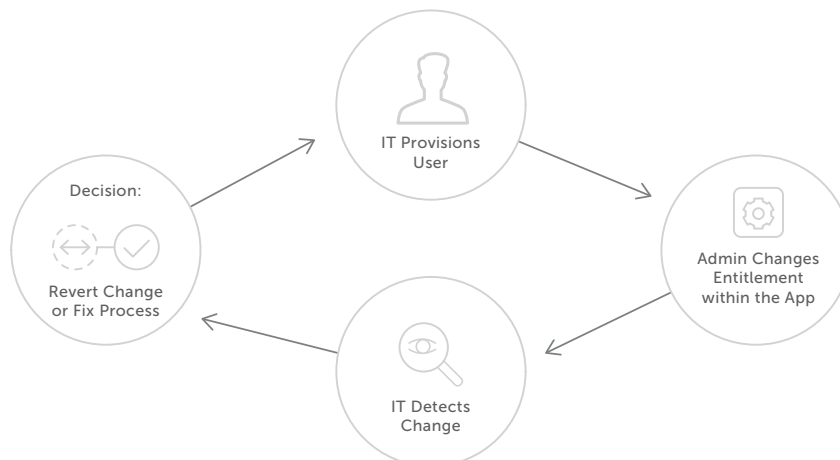 IT Provisions
User
Admin Changes
Entitlement
within the App
IT Detects
Change
Decision:
Revert Change
or Fix Process